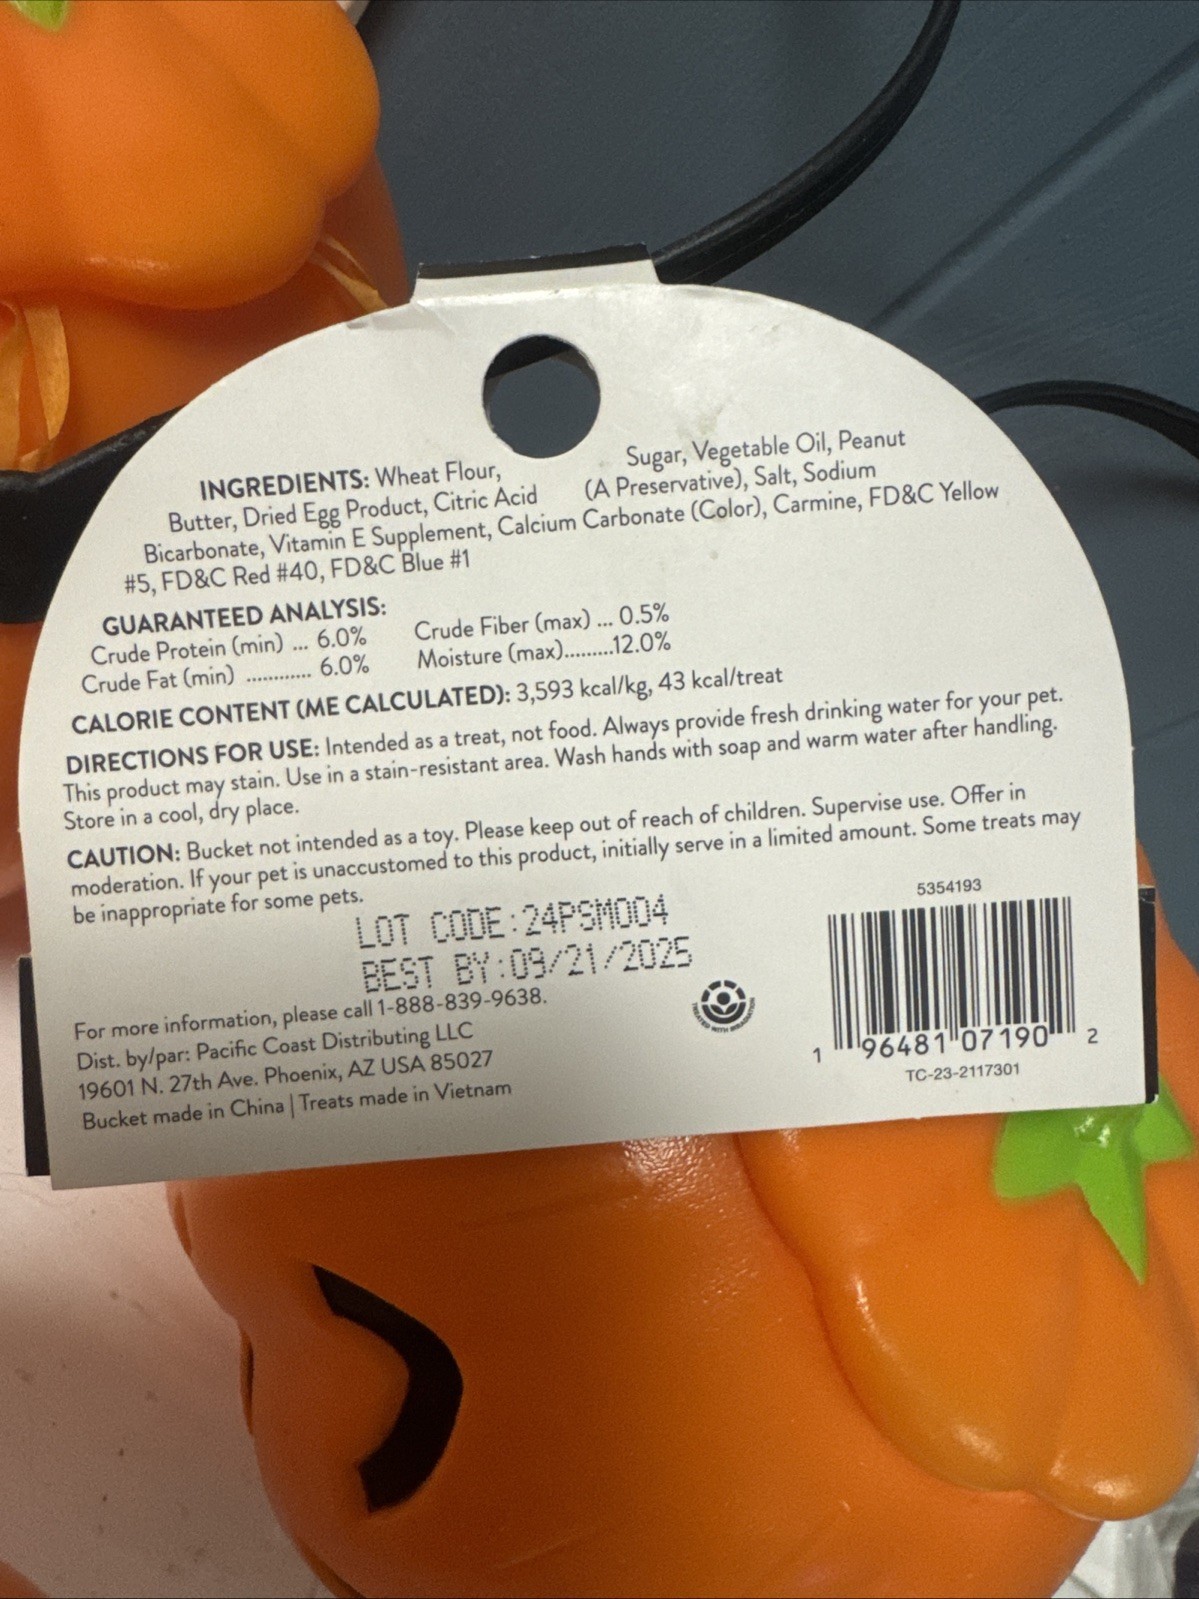 INGREDIENTS: Wheat Flour, Sugar, Vegetable Oil, Peanut
Butter, Dried Egg Product, Citric Acid (A Preservative), Salt, Sodium
Bicarbonate, Vitamin E Supplement, Calcium Carbonate (Color), Carmine, FD&C Yellow
#5, FD&C Red #40, FD&C Blue #1
GUARANTEED ANALYSIS:
Crude Protein (min) ... 6.0% Crude Fiber (max) ... 0.5%
Crude Fat (min) ............ 6.0% Moisture (max).........12.0%
CALORIE CONTENT (ME CALCULATED): 3,593 kcal/kg, 43 kcal/treat
DIRECTIONS FOR USE: Intended as a treat, not food. Always provide fresh drinking water for your pet.
This product may stain. Use in a stain-resistant area. Wash hands with soap and warm water after handling.
Store in a cool, dry place.
CAUTION: Bucket not intended as a toy. Please keep out of reach of children. Supervise use. Offer in
moderation. If your pet is unaccustomed to this product, initially serve in a limited amount. Some treats may
be inappropriate for some pets.
LOT CODE:24PSM004
BEST BY:09/21/2025
For more information, please call 1-888-839-9638.
Dist. by/par: Pacific Coast Distributing LLC
19601 N. 27th Ave. Phoenix, AZ USA 85027
Bucket made in China | Treats made in Vietnam
TREATED WITH IRRADIATION
5354193
1 96481 07190 2
TC-23-2117301